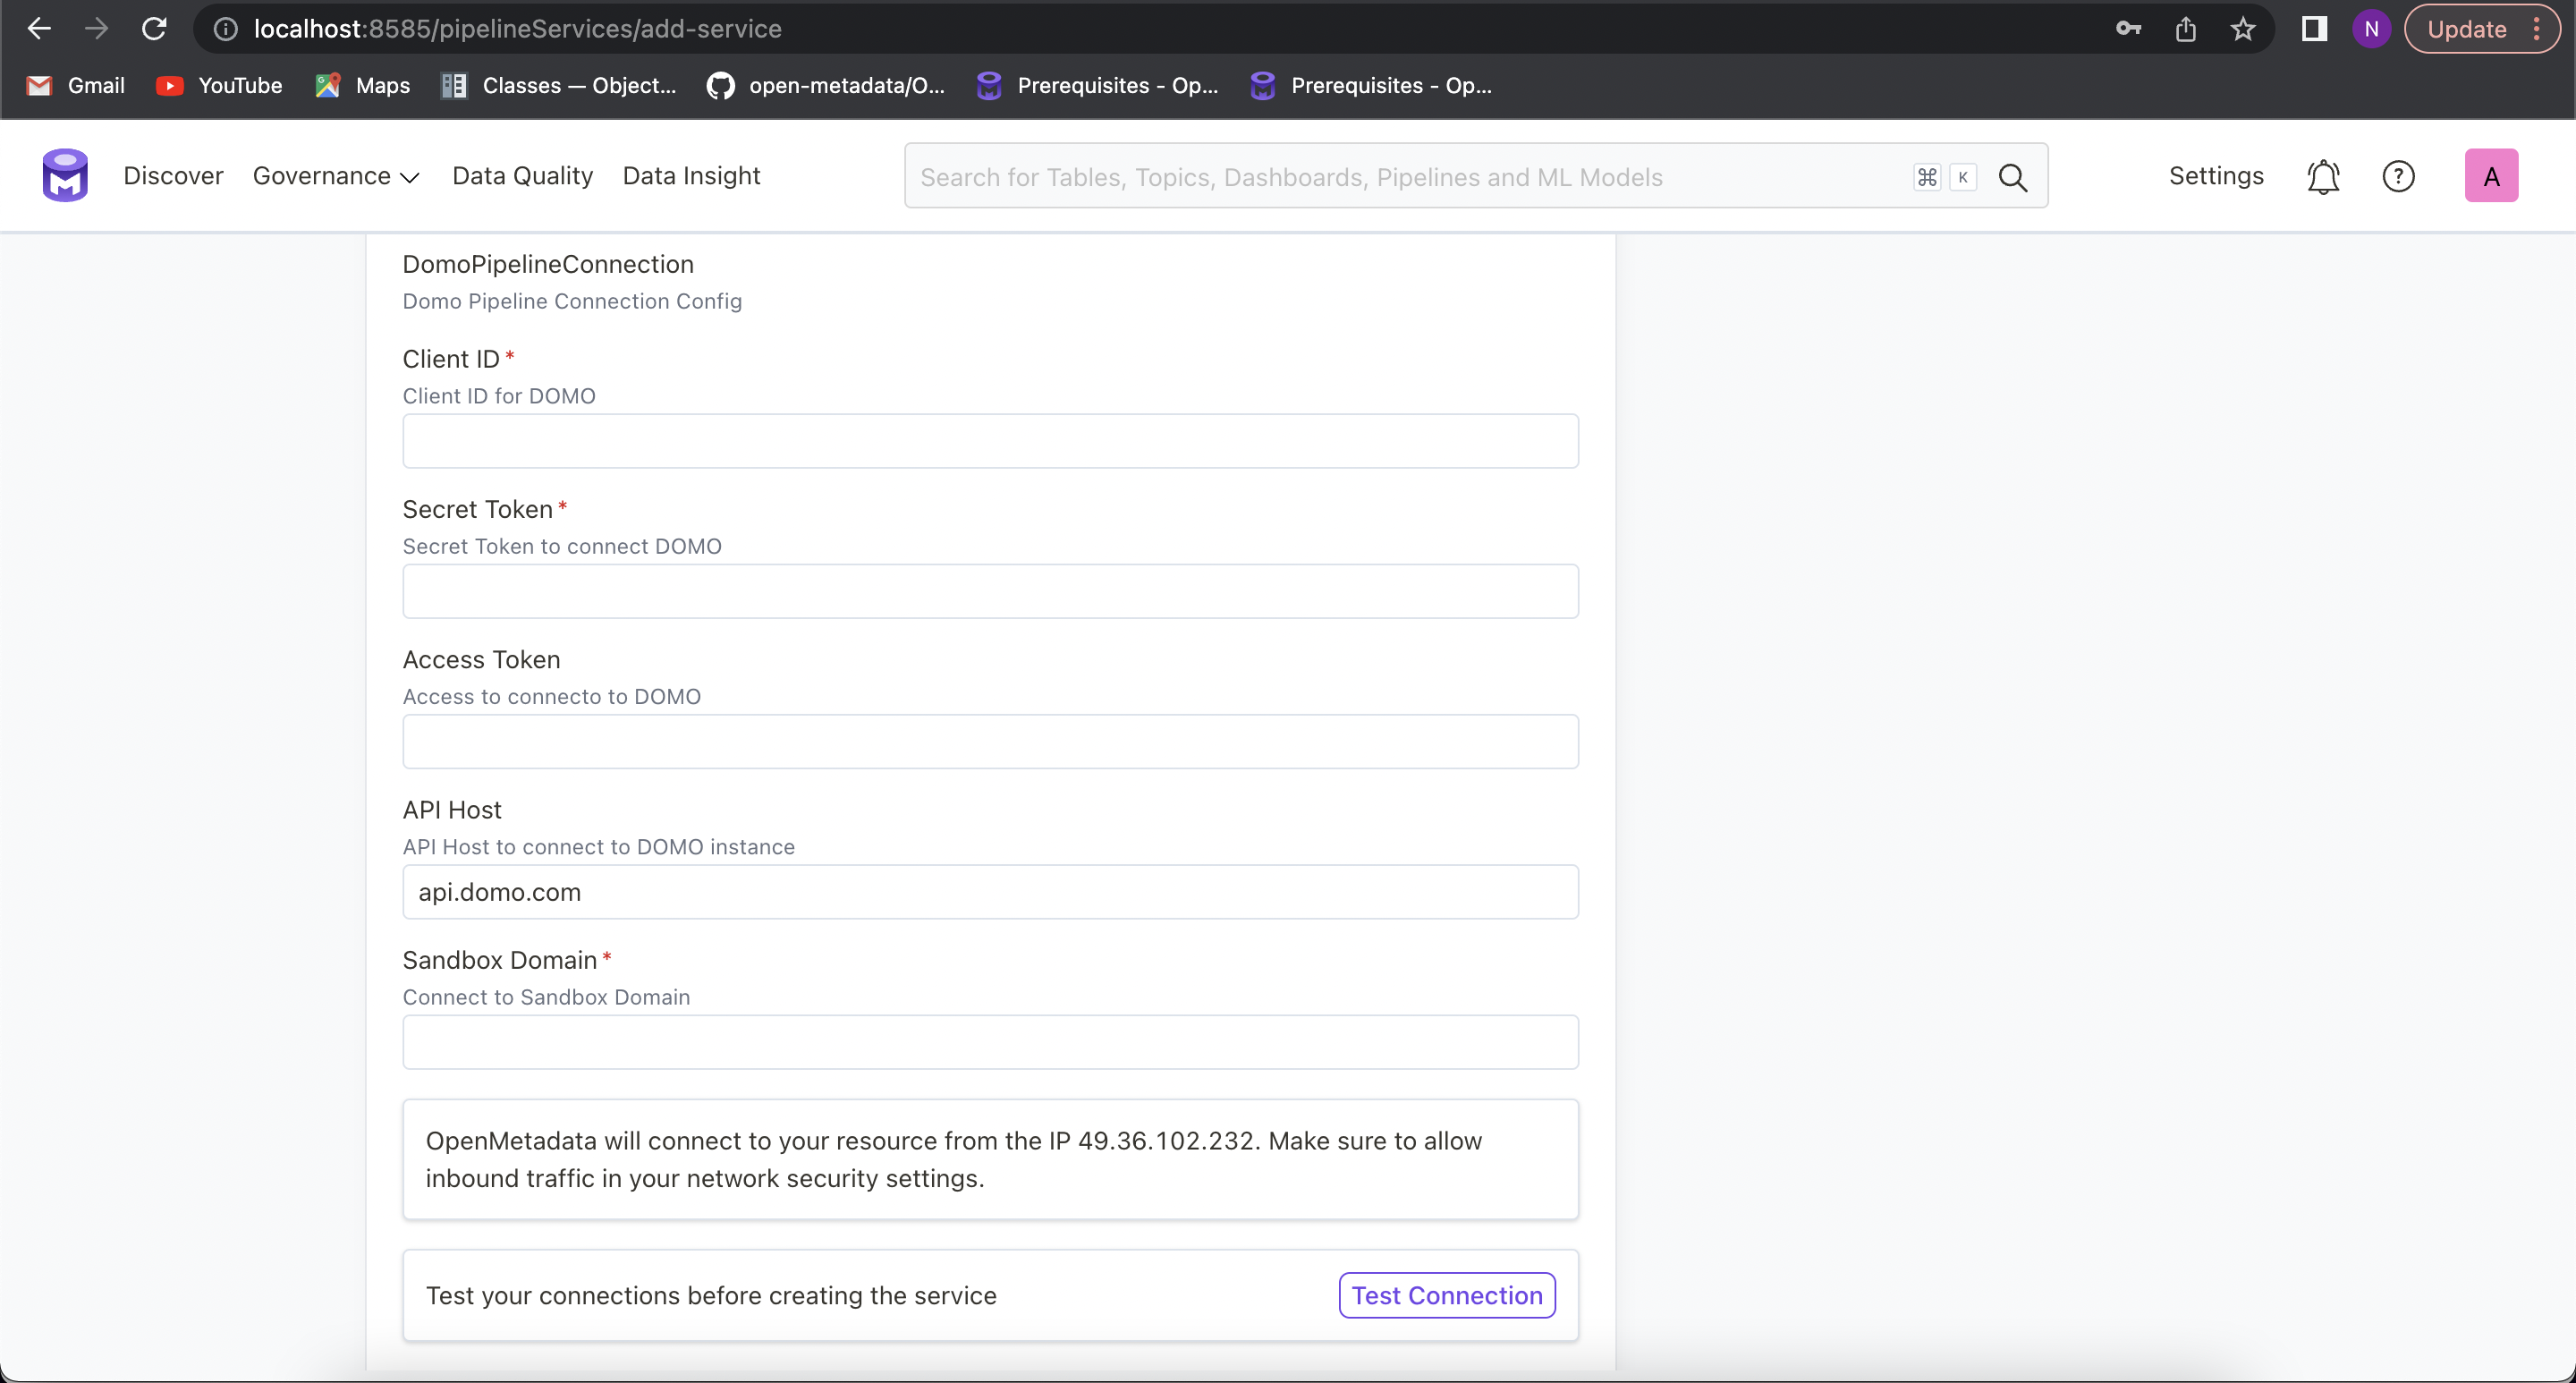 localhost:8585/pipelineServices/add-service
N
Update
Gmail
YouTube
Maps
Classes — Object...
open-metadata/O...
Prerequisites - Op...
Prerequisites - Op...
Discover
Governance
Data Quality
Data Insight
Search for Tables, Topics, Dashboards, Pipelines and ML Models
⌘ K
Settings
?
A
DomoPipelineConnection
Domo Pipeline Connection Config
Client ID *
Client ID for DOMO
Secret Token *
Secret Token to connect DOMO
Access Token
Access to connecto to DOMO
API Host
API Host to connect to DOMO instance
api.domo.com
Sandbox Domain *
Connect to Sandbox Domain
OpenMetadata will connect to your resource from the IP 49.36.102.232. Make sure to allow
inbound traffic in your network security settings.
Test your connections before creating the service
Test Connection